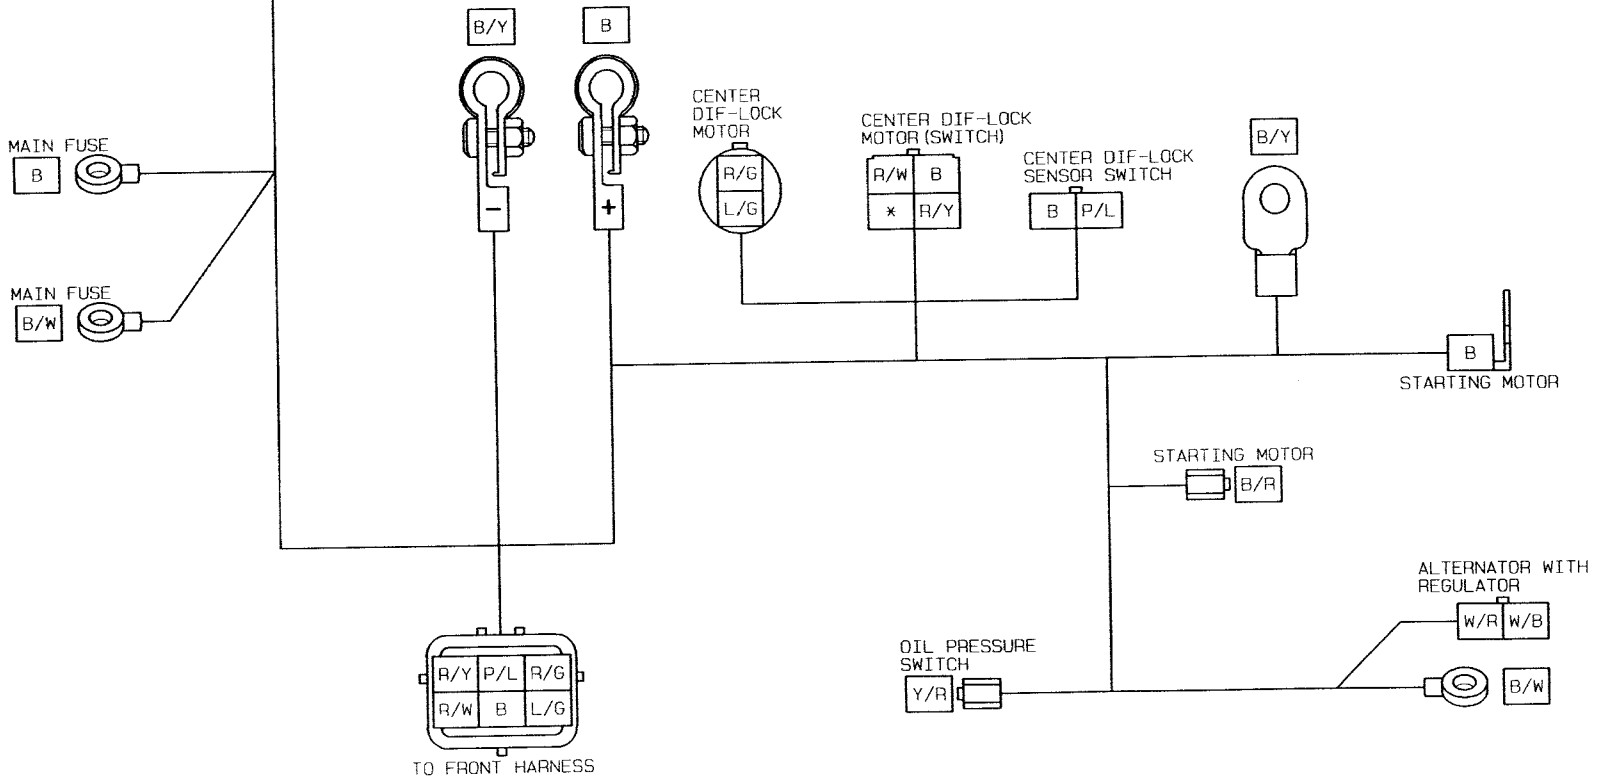 B/Y
B
MAIN FUSE
B
MAIN FUSE
B/W
-
+
CENTER
DIF-LOCK
MOTOR
R/G
L/G
CENTER DIF-LOCK
MOTOR (SWITCH)
R/W B
* R/Y
CENTER DIF-LOCK
SENSOR SWITCH
B P/L
B/Y
B
STARTING MOTOR
STARTING MOTOR
B/R
ALTERNATOR WITH
REGULATOR
W/R W/B
OIL PRESSURE
SWITCH
Y/R
B/W
R/Y P/L R/G
R/W B L/G
TO FRONT HARNESS